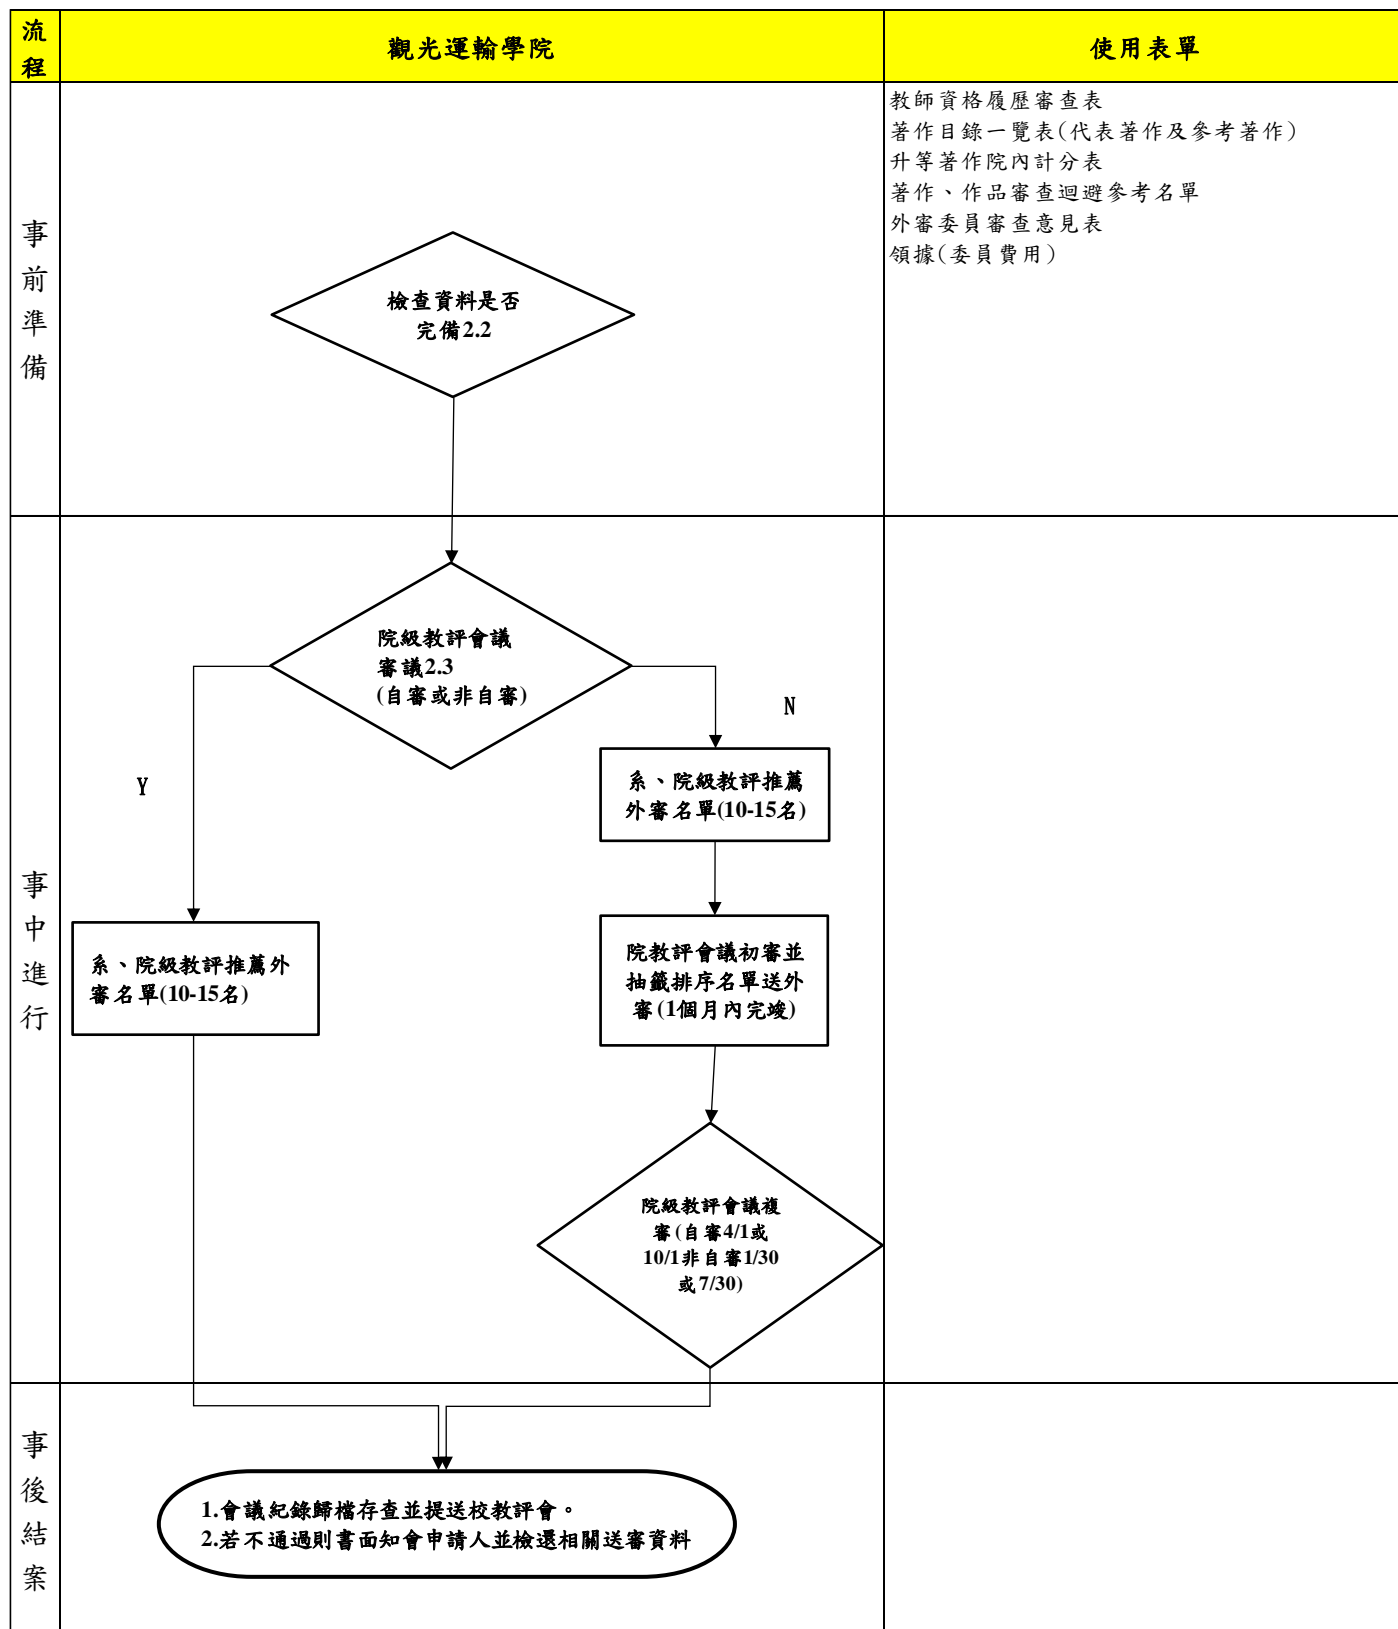 流
程
觀光運輸學院
使用表單
事
前
準
備
教師資格履歷審查表
著作目錄一覽表(代表著作及參考著作)
升等著作院內計分表
著作、作品審查迴避參考名單
外審委員審查意見表
領據(委員費用)
檢查資料是否
完備2.2
事
中
進
行
院級教評會議
審議2.3
(自審或非自審)
N
Y
系、院級教評推薦
外審名單(10-15名)
系、院級教評推薦外
審名單(10-15名)
院教評會議初審並
抽籤排序名單送外
審(1個月內完竣)
院級教評會議複
審(自審4/1或
10/1非自審1/30
或7/30)
事
後
結
案
1.會議紀錄歸檔存查並提送校教評會。
2.若不通過則書面知會申請人並檢還相關送審資料